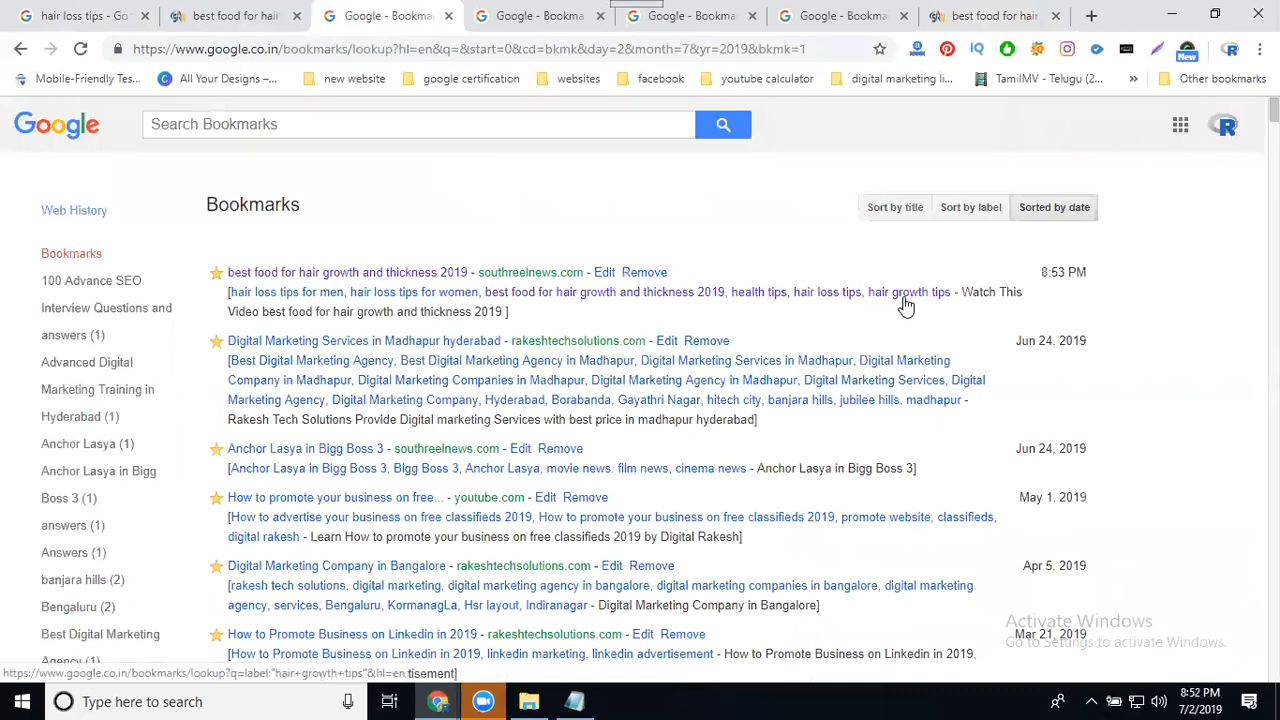 hair loss tips - Go
best food for hair
Google - Bookmark
Google - Bookmark
Google - Bookmark
Google - Bookmark
best food for hair
https://www.google.co.in/bookmarks/lookup?hl=en&q=&start=0&cd=bkmk&day=2&month=7&yr=2019&bkmk=1
New
Mobile-Friendly Tes...
All Your Designs –...
new website
google certification
websites
facebook
youtube calculator
digital marketing li...
TamilMV - Telugu (2...
»
Other bookmarks
Google
Search Bookmarks
Web History
Bookmarks
Sort by title
Sort by label
Sorted by date
Bookmarks
100 Advance SEO
Interview Questions and
answers (1)
Advanced Digital
Marketing Training in
Hyderabad (1)
Anchor Lasya (1)
Anchor Lasya in Bigg
Boss 3 (1)
answers (1)
Answers (1)
banjara hills (2)
Bengaluru (2)
Best Digital Marketing
Agency (1)
best food for hair growth and thickness 2019 - southreelnews.com - Edit Remove 8:53 PM
[hair loss tips for men, hair loss tips for women, best food for hair growth and thickness 2019, health tips, hair loss tips, hair growth tips - Watch This
Video best food for hair growth and thickness 2019 ]
Digital Marketing Services in Madhapur hyderabad - rakeshtechsolutions.com - Edit Remove Jun 24, 2019
[Best Digital Marketing Agency, Best Digital Marketing Agency in Madhapur, Digital Marketing Services in Madhapur, Digital Marketing
Company in Madhapur, Digital Marketing Companies in Madhapur, Digital Marketing Agency in Madhapur, Digital Marketing Services, Digital
Marketing Agency, Digital Marketing Company, Hyderabad, Borabanda, Gayathri Nagar, hitech city, banjara hills, jubilee hills, madhapur -
Rakesh Tech Solutions Provide Digital marketing Services with best price in madhapur hyderabad]
Anchor Lasya in Bigg Boss 3 - southreelnews.com - Edit Remove Jun 24, 2019
[Anchor Lasya in Bigg Boss 3, Bigg Boss 3, Anchor Lasya, movie news. film news, cinema news - Anchor Lasya in Bigg Boss 3]
How to promote your business on free... - youtube.com - Edit Remove May 1, 2019
[How to advertise your business on free classifieds 2019, How to promote your business on free classifieds 2019, promote website, classifieds,
digital rakesh - Learn How to promote your business on free classifieds 2019 by Digital Rakesh]
Digital Marketing Company in Bangalore - rakeshtechsolutions.com - Edit Remove Apr 5, 2019
[rakesh tech solutions, digital marketing, digital marketing agency in bangalore, digital marketing companies in bangalore, digital marketing
agency, services, Bengaluru, KormanagLa, Hsr layout, Indiranagar - Digital Marketing Company in Bangalore]
How to Promote Business on Linkedin in 2019 - rakeshtechsolutions.com - Edit Remove Mar 21, 2019
[How to Promote Business on Linkedin in 2019, linkedin marketing, linkedin advertisement - How to Promote Business on Linkedin in 2019,
https://www.google.co.in/bookmarks/lookup?q=label:"hair+growth+tips"&hl=en
tisement]
Activate Windows
Go to Settings to activate Windows.
Type here to search
8:52 PM
7/2/2019